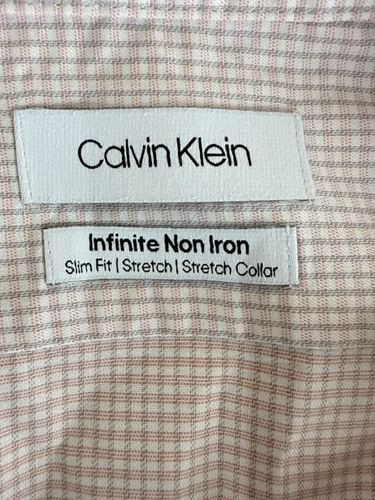 Calvin Klein
Infinite Non Iron
Slim Fit | Stretch | Stretch Collar